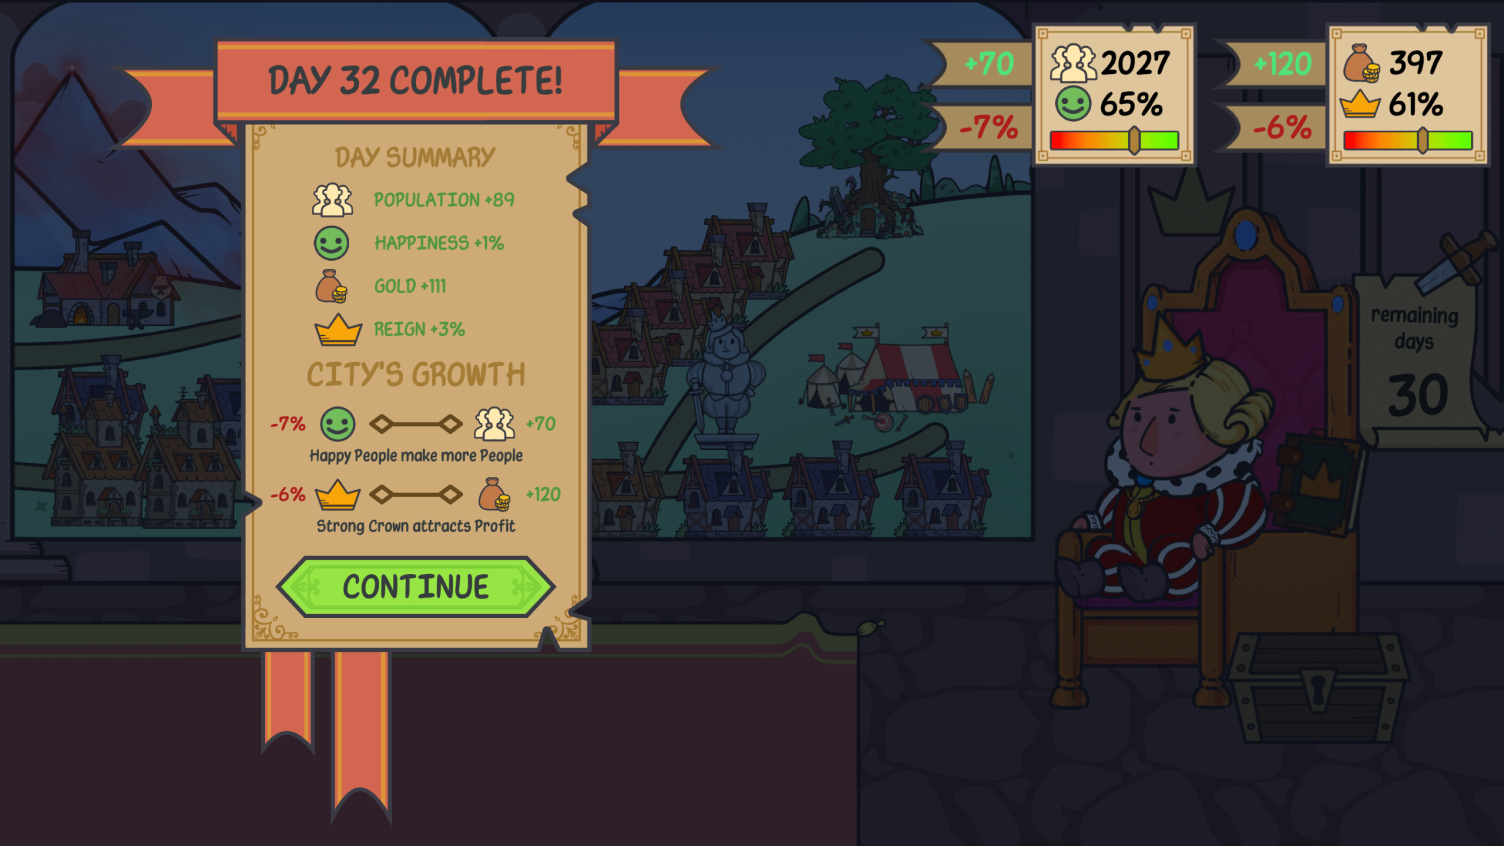 DAY 32 COMPLETE!
DAY SUMMARY
POPULATION +89
HAPPINESS +1%
GOLD +111
REIGN +3%
CITY'S GROWTH
-7% +70
Happy People make more People
-6% +120
Strong Crown attracts Profit
CONTINUE
+70 2027
-7% 65%
+120 397
-6% 61%
remaining
days
30